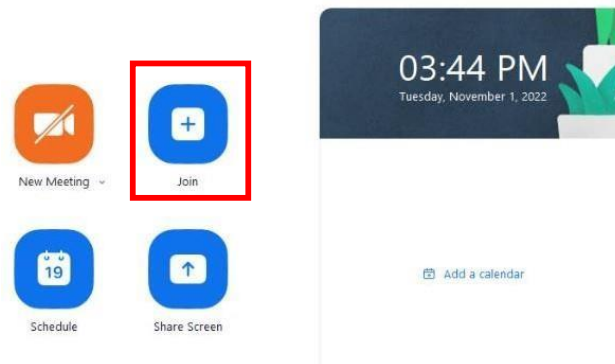 03:44 PM
Tuesday, November 1, 2022
New Meeting
Join
19
Schedule
Share Screen
Add a calendar